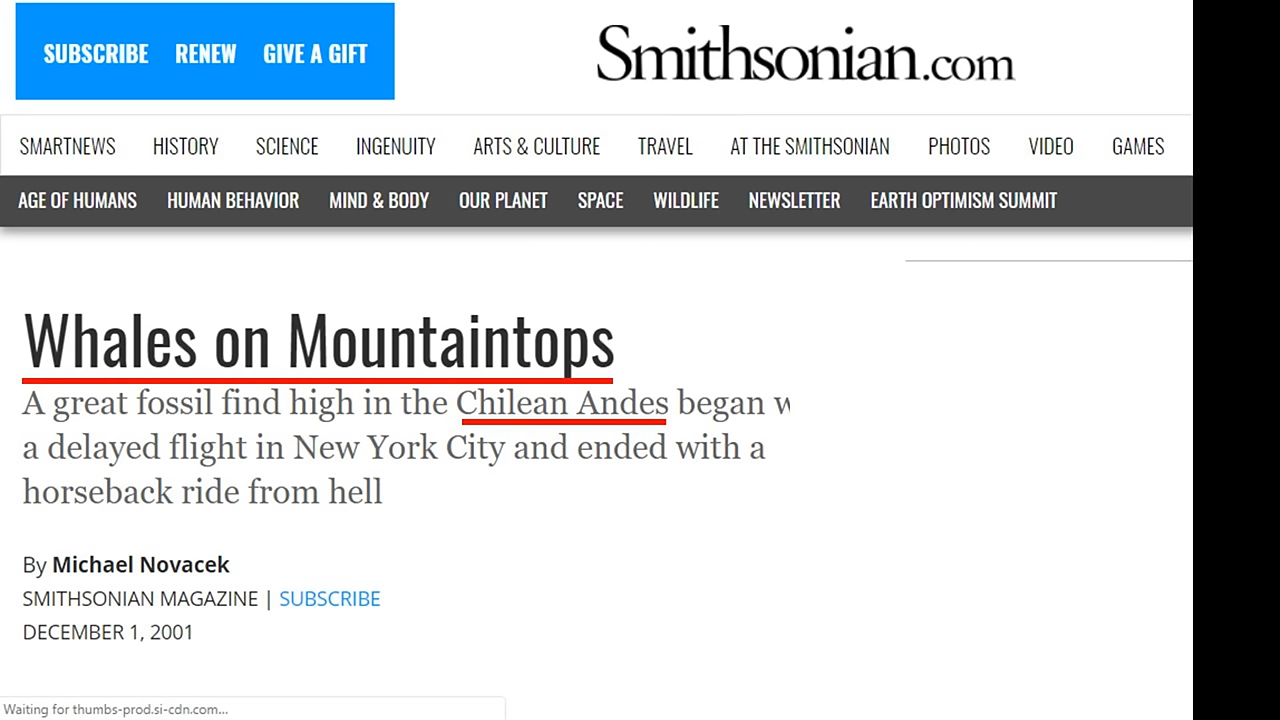 SUBSCRIBE RENEW GIVE A GIFT
Smithsonian.com
SMARTNEWS HISTORY SCIENCE INGENUITY ARTS & CULTURE TRAVEL AT THE SMITHSONIAN PHOTOS VIDEO GAMES
AGE OF HUMANS HUMAN BEHAVIOR MIND & BODY OUR PLANET SPACE WILDLIFE NEWSLETTER EARTH OPTIMISM SUMMIT
Whales on Mountaintops
A great fossil find high in the Chilean Andes began
a delayed flight in New York City and ended with a
horseback ride from hell
By Michael Novacek
SMITHSONIAN MAGAZINE | SUBSCRIBE
DECEMBER 1, 2001
Waiting for thumbs-prod.si-cdn.com...